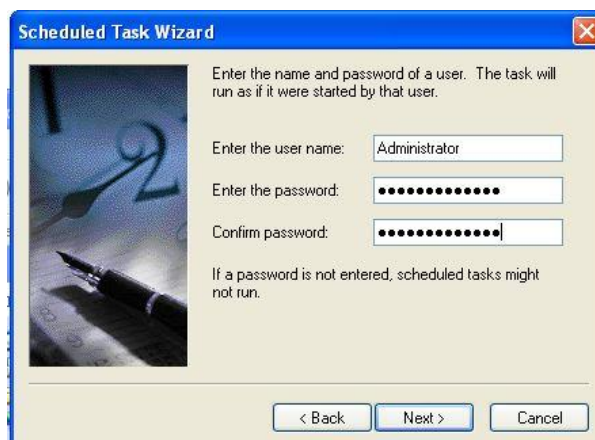 Scheduled Task Wizard
Enter the name and password of a user. The task will
run as if it were started by that user.
Enter the user name: Administrator
Enter the password: ●●●●●●●●●●●●●
Confirm password: ●●●●●●●●●●●●●
If a password is not entered, scheduled tasks might
not run.
< Back Next > Cancel